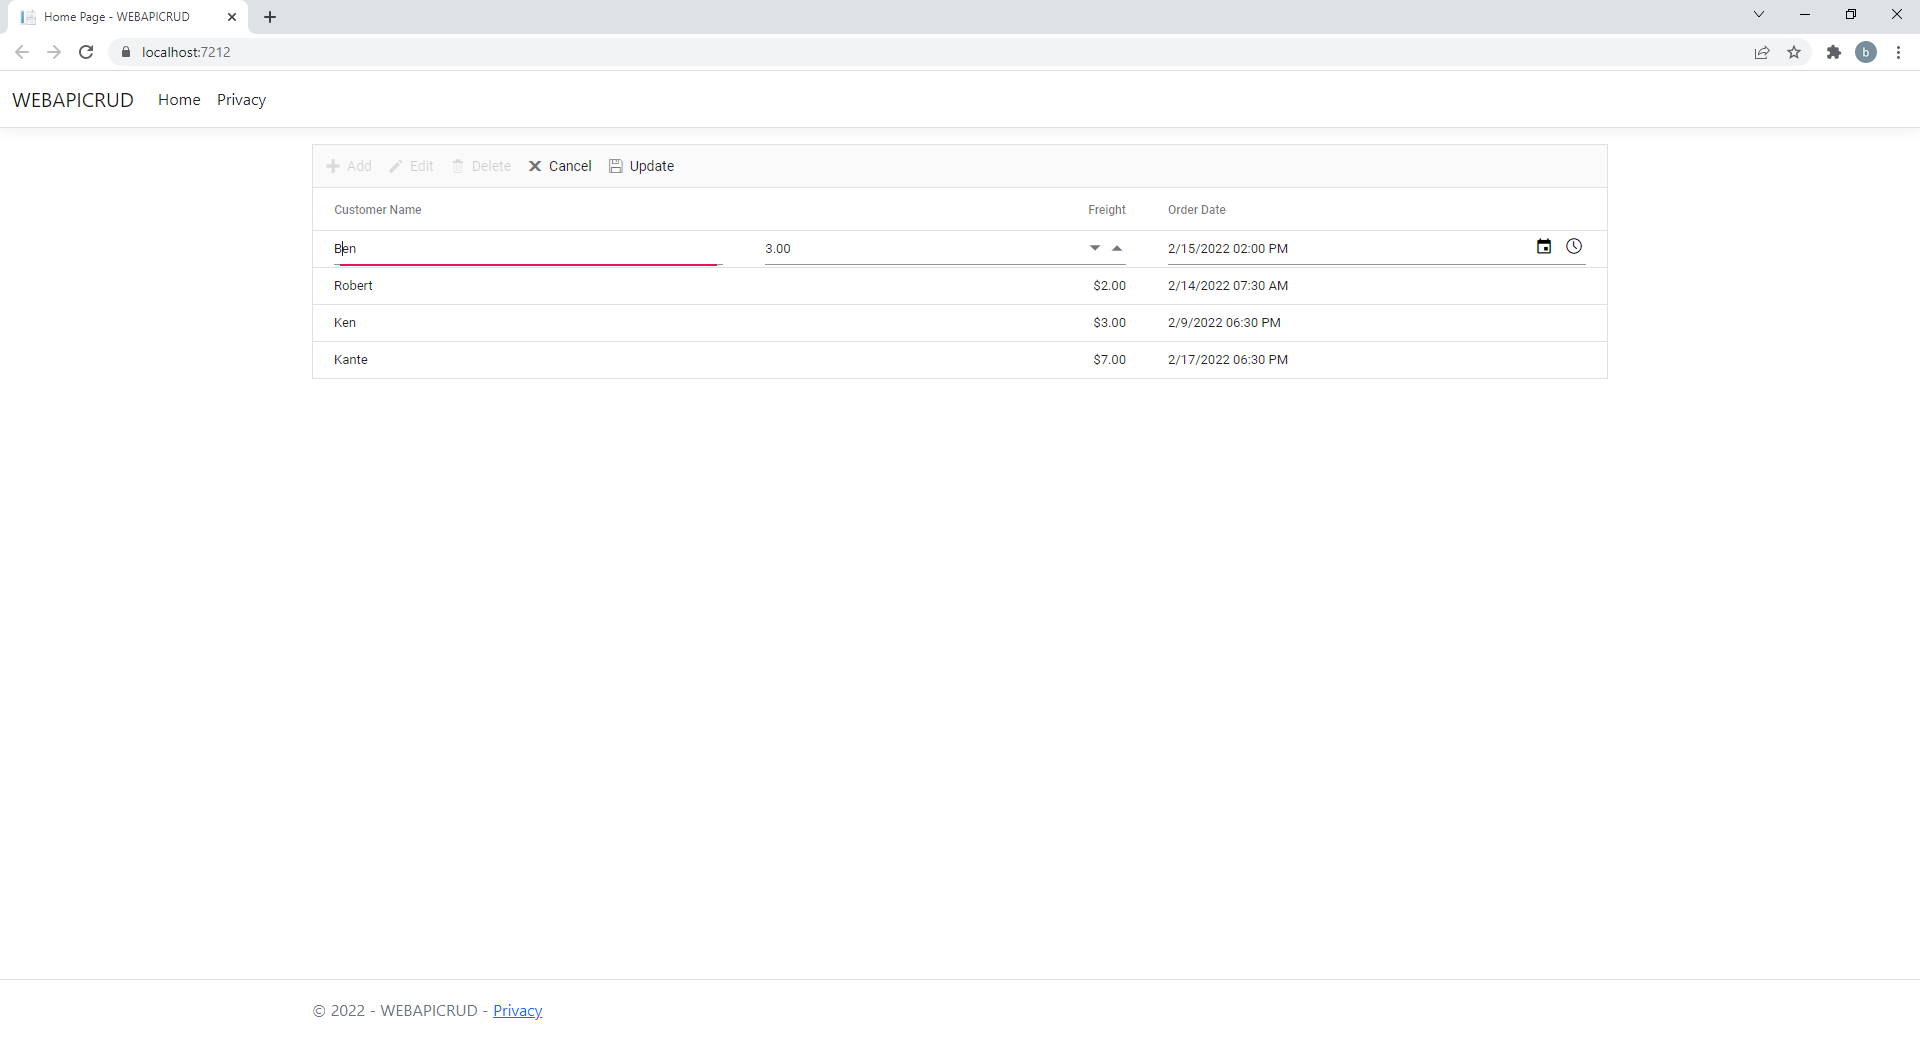 Home Page - WEBAPICRUD
localhost:7212
b
WEBAPICRUD Home Privacy
Add Edit Delete Cancel Update
Customer Name Freight Order Date
Ben 3.00 2/15/2022 02:00 PM
Robert $2.00 2/14/2022 07:30 AM
Ken $3.00 2/9/2022 06:30 PM
Kante $7.00 2/17/2022 06:30 PM
© 2022 - WEBAPICRUD - Privacy